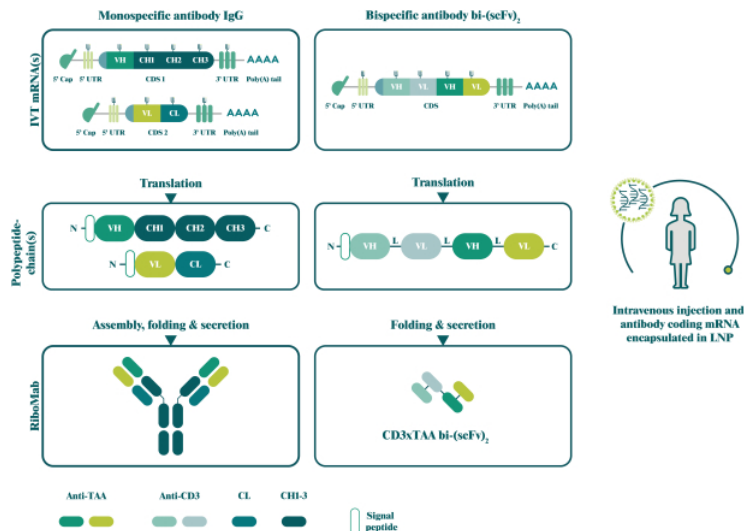 Monospecific antibody IgG
Bispecific antibody bi-(scFv)2
IVT mRNA(s)
VH CH1 CH2 CH3 AAAA
5' Cap 5' UTR CDS 1 3' UTR Poly(A) tail
VL CL AAAA
5' Cap 5' UTR CDS 2 3' UTR Poly(A) tail
VH VL VH VL AAAA
5' Cap 5' UTR CDS 3' UTR Poly(A) tail
Translation
Translation
Polypeptide-
chain(s)
N VH CH1 CH2 CH3 C
N VL CL C
N VH L VL L VH L VL C
Assembly, folding & secretion
Folding & secretion
RiboMab
CD3xTAA bi-(scFv)2
Intravenous injection and
antibody coding mRNA
encapsulated in LNP
Anti-TAA
Anti-CD3
CL
CH1-3
Signal
peptide